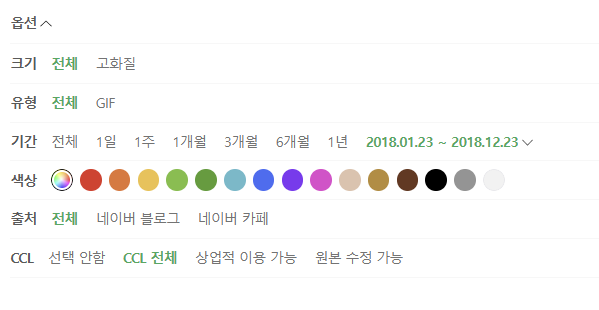 옵션
크기 전체 고화질
유형 전체 GIF
기간 전체 1일 1주 1개월 3개월 6개월 1년 2018.01.23 ~ 2018.12.23
색상
출처 전체 네이버 블로그 네이버 카페
CCL 선택 안함 CCL 전체 상업적 이용 가능 원본 수정 가능